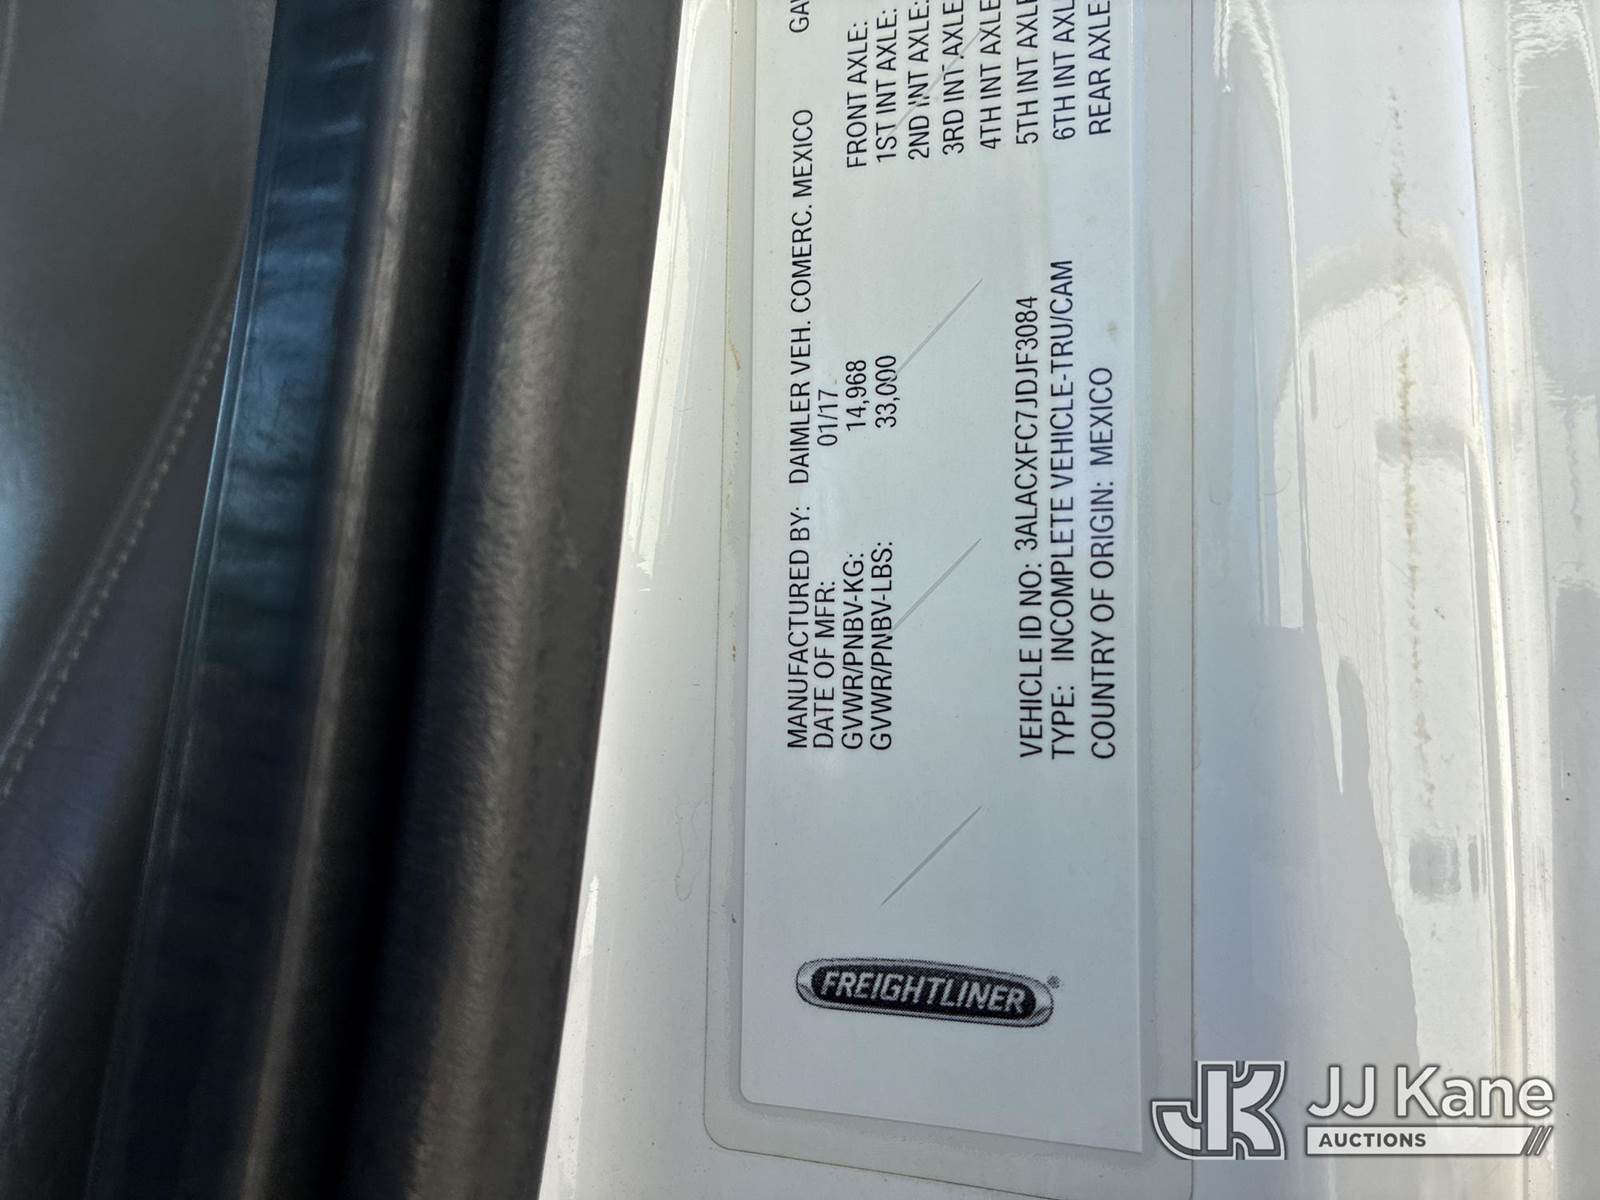 FREIGHTLINER®
MANUFACTURED BY: DAIMLER VEH. COMERC. MEXICO
DATE OF MFR: 01/17
GVWR/PNBV-KG: 14,968
GVWR/PNBV-LBS: 33,000
VEHICLE ID NO: 3ALACXFC7JDJF3084
TYPE: INCOMPLETE VEHICLE-TRU/CAM
COUNTRY OF ORIGIN: MEXICO
FRONT AXLE:
1ST INT AXLE:
2ND INT AXLE:
3RD INT AXLE
4TH INT AXLE
5TH INT AXLE
6TH INT AXL
REAR AXLE
JJ Kane
AUCTIONS